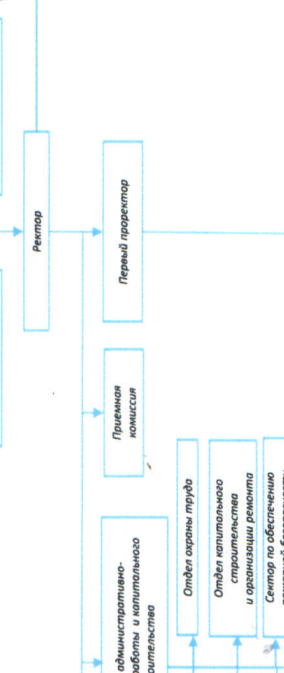 Ректор
Первый проректор
Приемная
комиссия
административно-
работы и капитального
Отдел охраны труда
Отдел капитального
строительства
и организации ремонта
Сектор по обеспечению